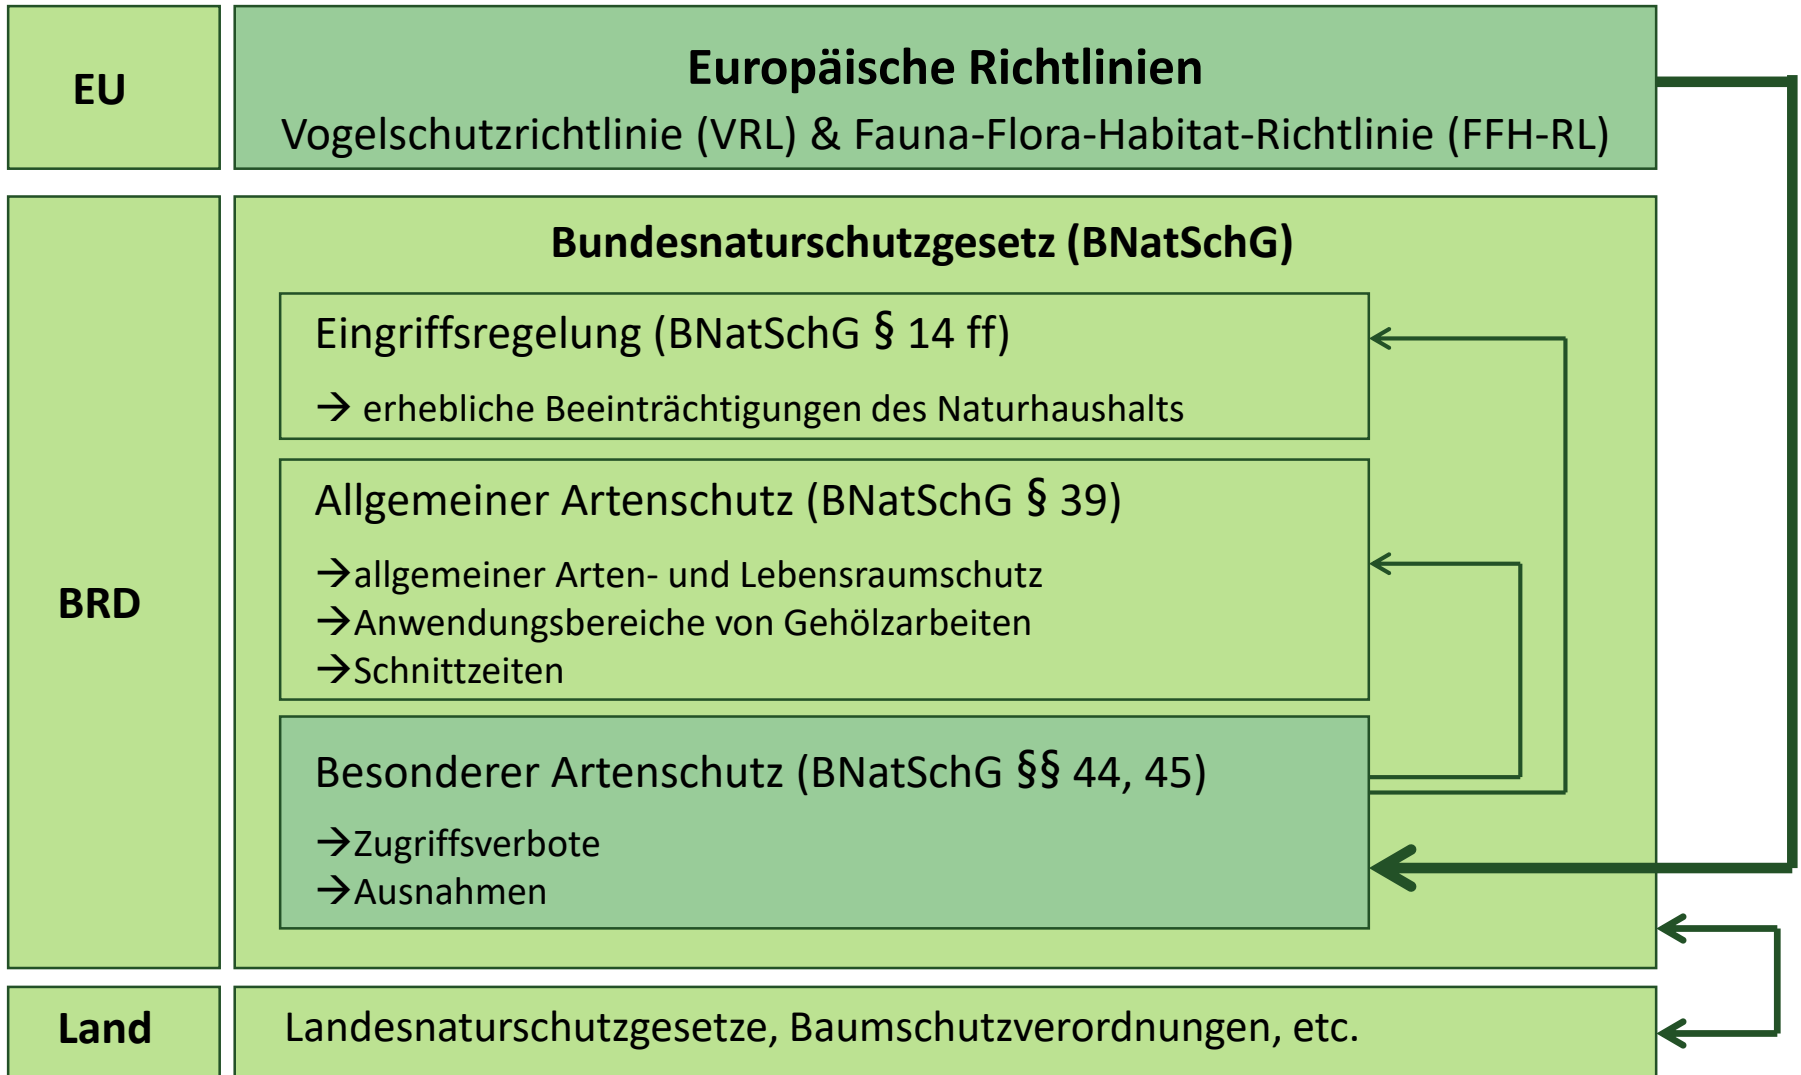 EU
Europäische Richtlinien
Vogelschutzrichtlinie (VRL) & Fauna-Flora-Habitat-Richtlinie (FFH-RL)
BRD
Bundesnaturschutzgesetz (BNatSchG)
Eingriffsregelung (BNatSchG § 14 ff)
→ erhebliche Beeinträchtigungen des Naturhaushalts
Allgemeiner Artenschutz (BNatSchG § 39)
→allgemeiner Arten- und Lebensraumschutz
→Anwendungsbereiche von Gehölzarbeiten
→Schnittzeiten
Besonderer Artenschutz (BNatSchG §§ 44, 45)
→Zugriffsverbote
→Ausnahmen
Land
Landesnaturschutzgesetze, Baumschutzverordnungen, etc.